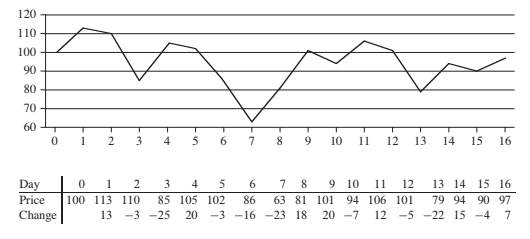 120
110
100
90
80
70
60
0 1 2 3 4 5 6 7 8 9 10 11 12 13 14 15 16
Day 0 1 2 3 4 5 6 7 8 9 10 11 12 13 14 15 16
Price 100 113 110 85 105 102 86 63 81 101 94 106 101 79 94 90 97
Change 13 −3 −25 20 −3 −16 −23 18 20 −7 12 −5 −22 15 −4 7